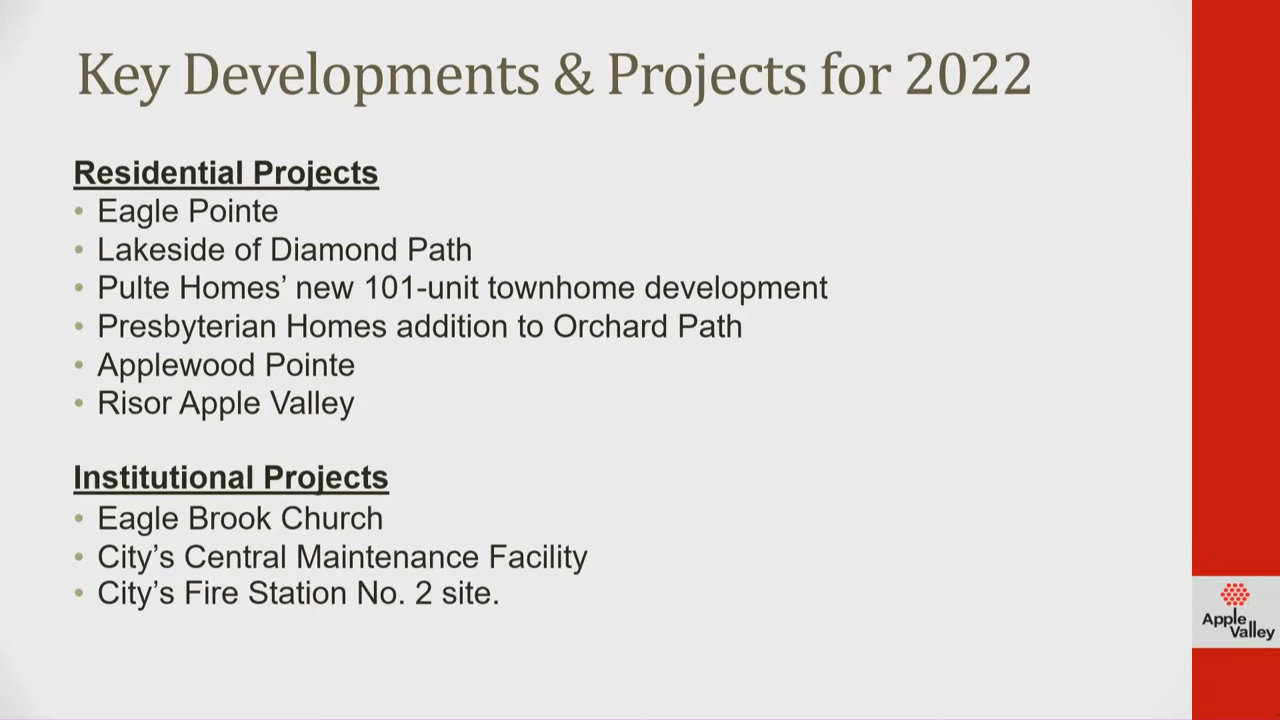 Key Developments & Projects for 2022
Residential Projects
• Eagle Pointe
• Lakeside of Diamond Path
• Pulte Homes’ new 101-unit townhome development
• Presbyterian Homes addition to Orchard Path
• Applewood Pointe
• Risor Apple Valley
Institutional Projects
• Eagle Brook Church
• City’s Central Maintenance Facility
• City’s Fire Station No. 2 site.
Apple
Valley